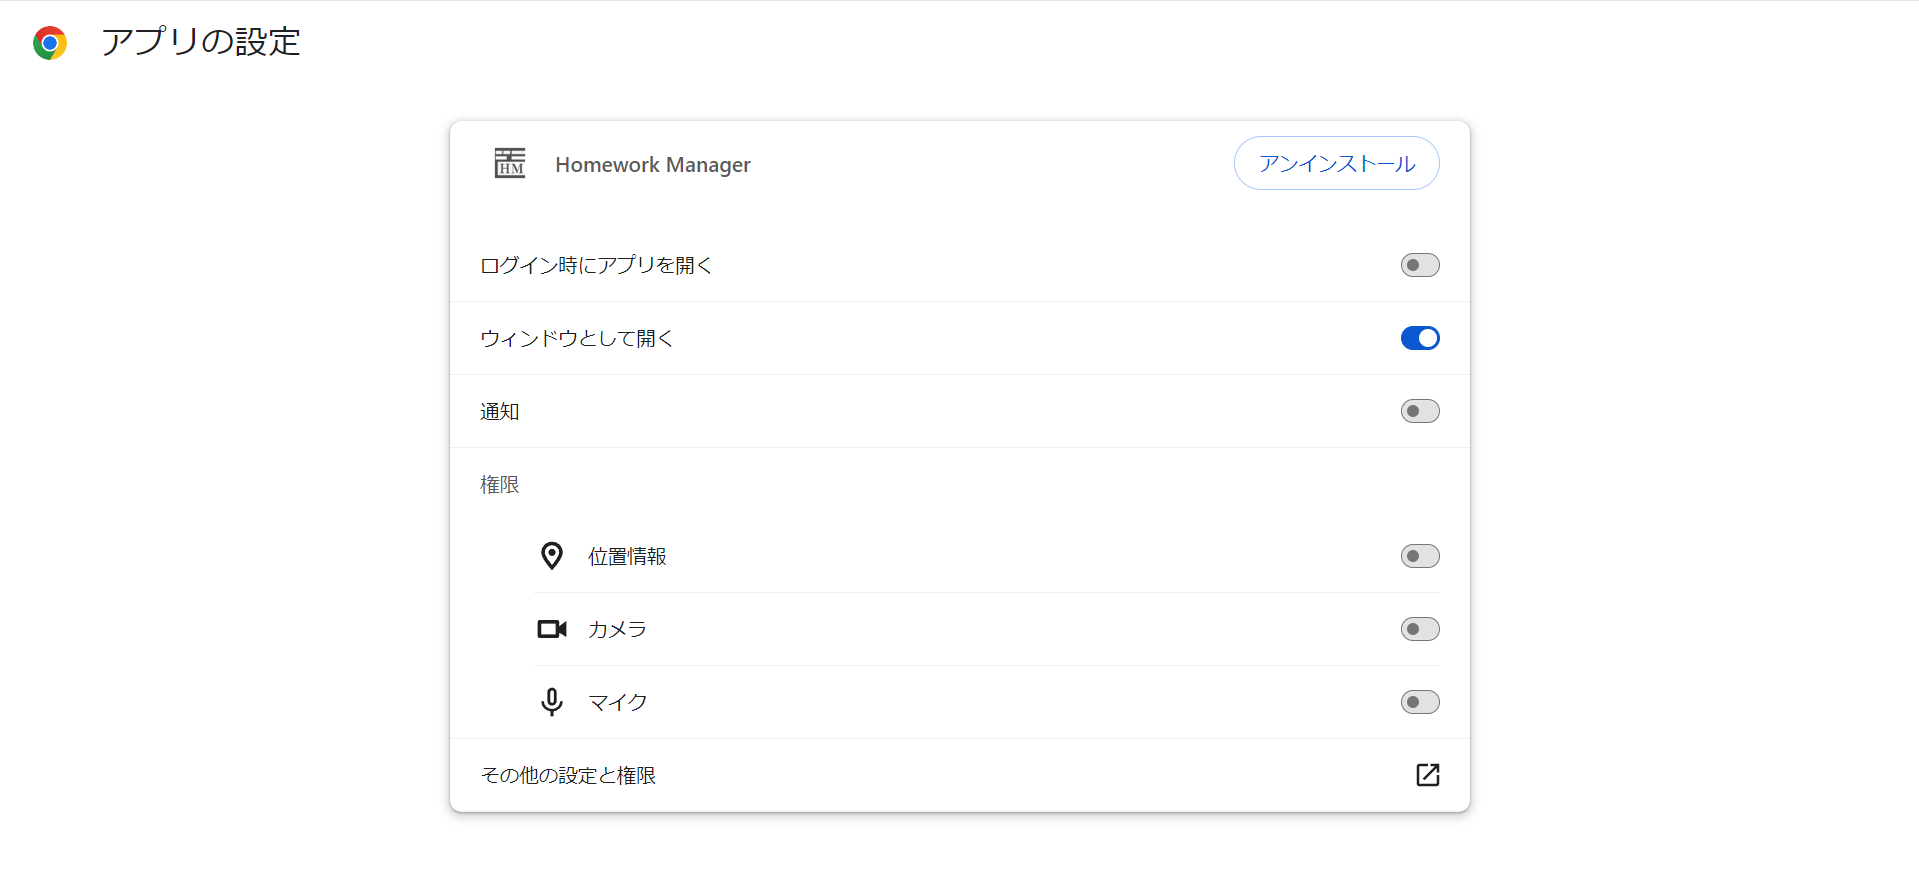 アプリの設定
HM
Homework Manager
アンインストール
ログイン時にアプリを開く
ウィンドウとして開く
通知
権限
位置情報
カメラ
マイク
その他の設定と権限